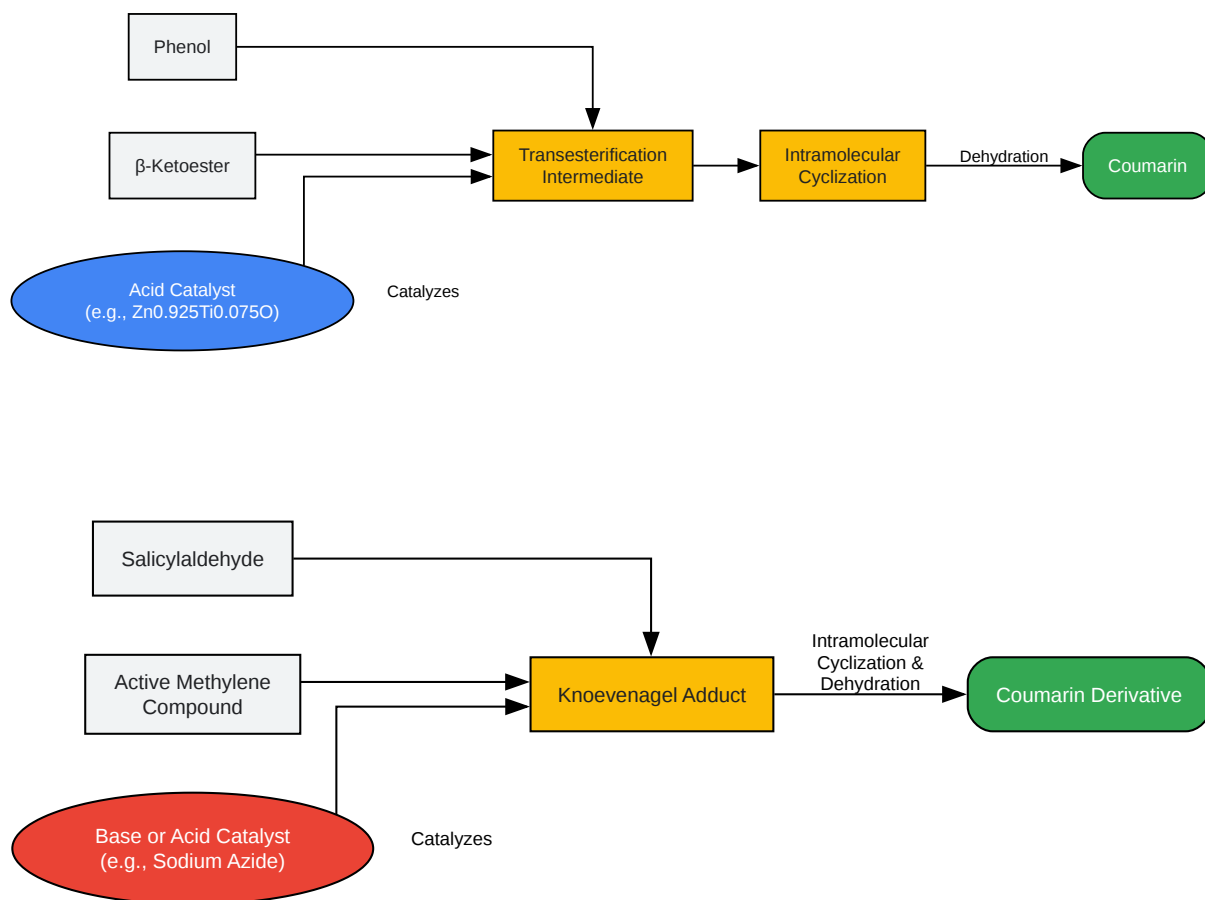 Phenol
β-Ketoester
Transesterification
Intermediate
Intramolecular
Cyclization
Dehydration
Coumarin
Acid Catalyst
(e.g., Zn0.925Ti0.075O)
Catalyzes
Salicylaldehyde
Active Methylene
Compound
Knoevenagel Adduct
Intramolecular
Cyclization &
Dehydration
Coumarin Derivative
Base or Acid Catalyst
(e.g., Sodium Azide)
Catalyzes